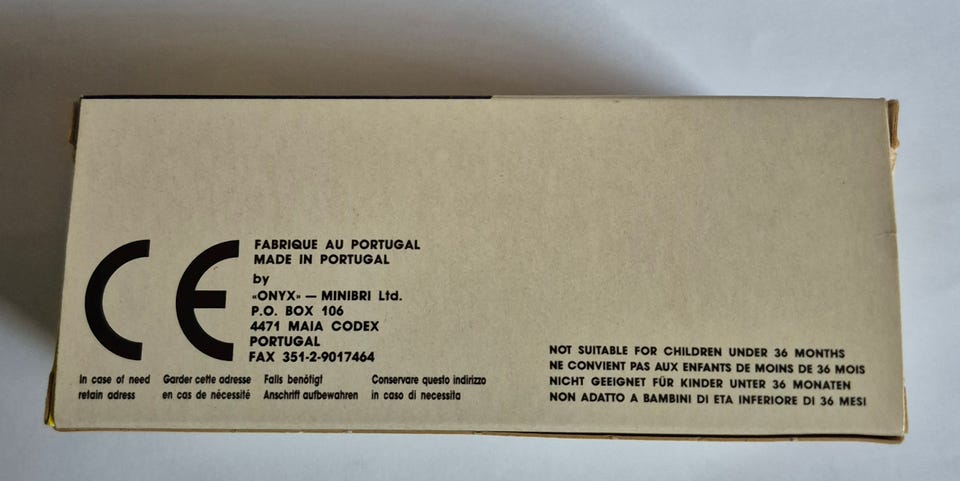 CE
FABRIQUE AU PORTUGAL
MADE IN PORTUGAL
by
«ONYX» — MINIBRI Ltd.
P.O. BOX 106
4471 MAIA CODEX
PORTUGAL
FAX 351-2-9017464
In case of need
retain adress
Garder cette adresse
en cas de nécessité
Falls benötigt
Anschrift aufbewahren
Conservare questo indirizzo
in caso di necessita
NOT SUITABLE FOR CHILDREN UNDER 36 MONTHS
NE CONVIENT PAS AUX ENFANTS DE MOINS DE 36 MOIS
NICHT GEEIGNET FÜR KINDER UNTER 36 MONATEN
NON ADATTO A BAMBINI DI ETA INFERIORE DI 36 MESI